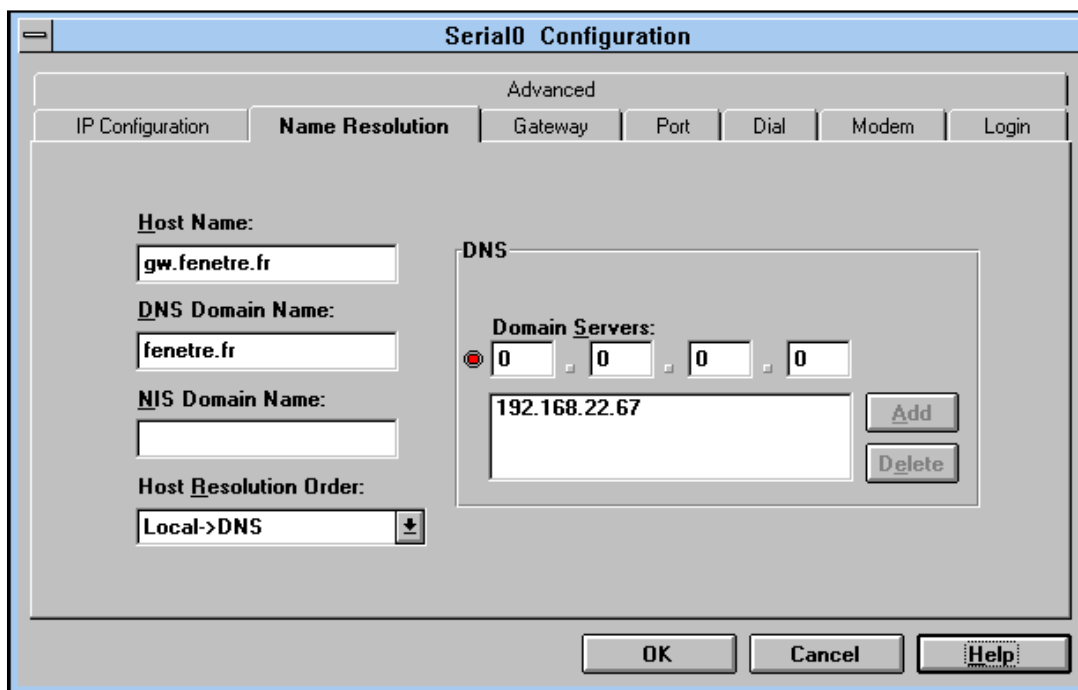 Serial0 Configuration
Advanced
IP Configuration Name Resolution Gateway Port Dial Modem Login
Host Name:
gw.fenetre.fr
DNS Domain Name:
fenetre.fr
NIS Domain Name:
Host Resolution Order:
Local->DNS
DNS
Domain Servers:
0 . 0 . 0 . 0
192.168.22.67
Add
Delete
OK Cancel Help